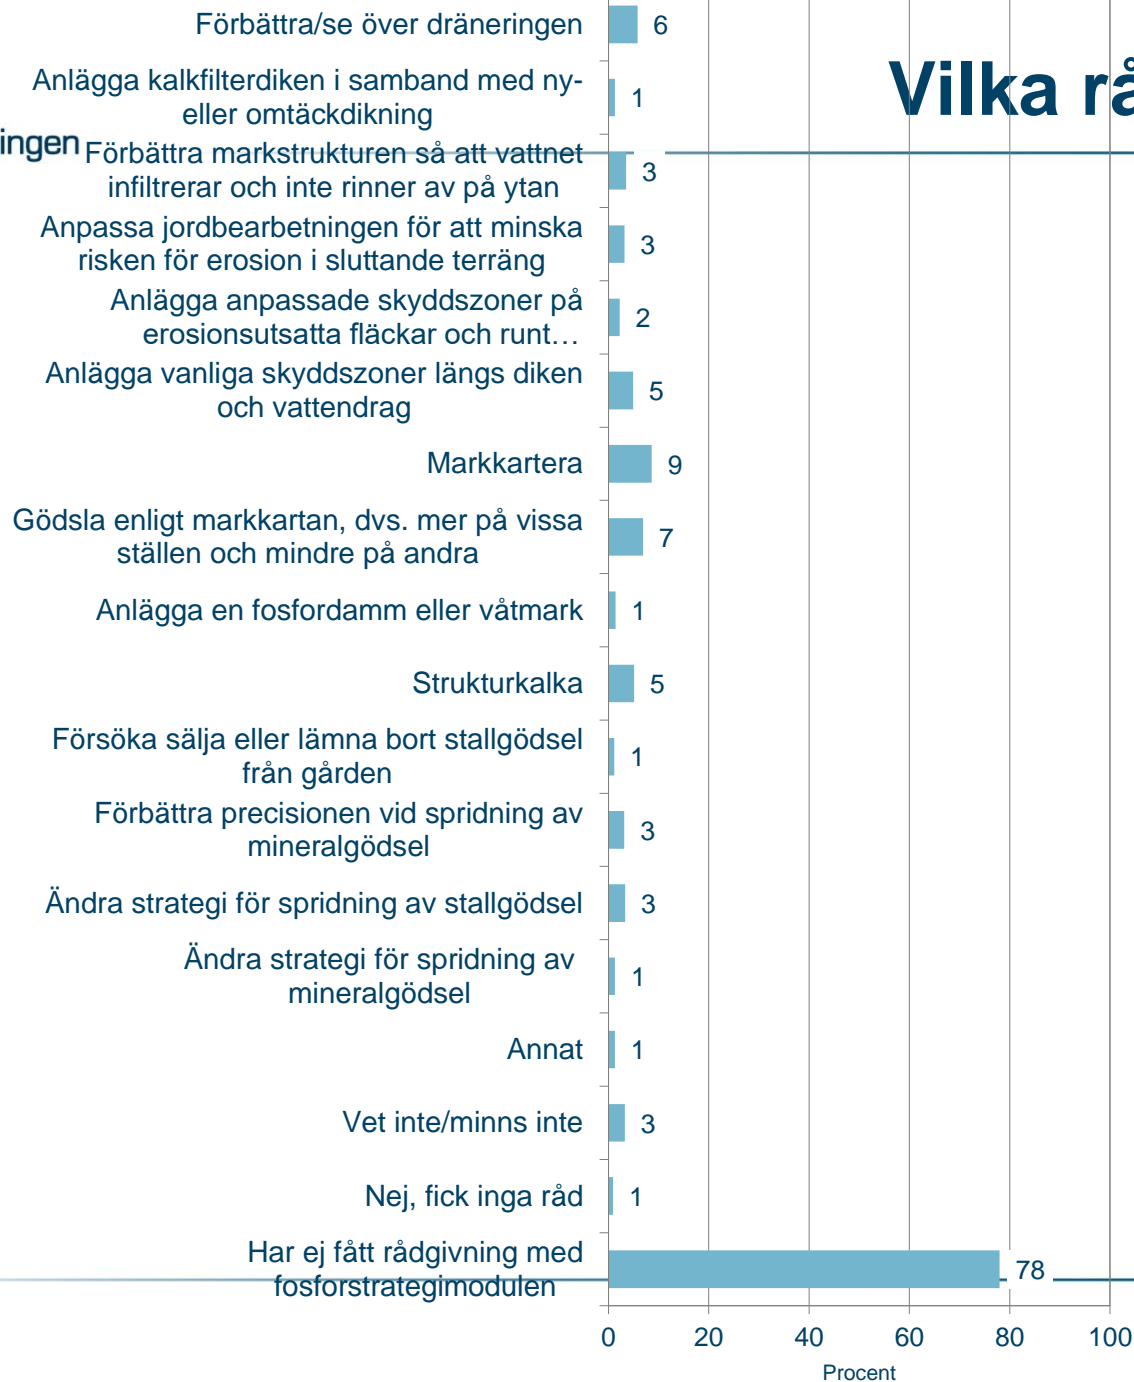 Vilka rå
ingen
Förbättra/se över dräneringen 6
Anlägga kalkfilterdiken i samband med ny-
eller omtäckdikning 1
Förbättra markstrukturen så att vattnet
infiltrerar och inte rinner av på ytan 3
Anpassa jordbearbetningen för att minska
risken för erosion i sluttande terräng 3
Anlägga anpassade skyddszoner på
erosionsutsatta fläckar och runt… 2
Anlägga vanliga skyddszoner längs diken
och vattendrag 5
Markkartera 9
Gödsla enligt markkartan, dvs. mer på vissa
ställen och mindre på andra 7
Anlägga en fosfordamm eller våtmark 1
Strukturkalka 5
Försöka sälja eller lämna bort stallgödsel
från gården 1
Förbättra precisionen vid spridning av
mineralgödsel 3
Ändra strategi för spridning av stallgödsel 3
Ändra strategi för spridning av
mineralgödsel 1
Annat 1
Vet inte/minns inte 3
Nej, fick inga råd 1
Har ej fått rådgivning med
fosforstrategimodulen 78
0 20 40 60 80 100
Procent